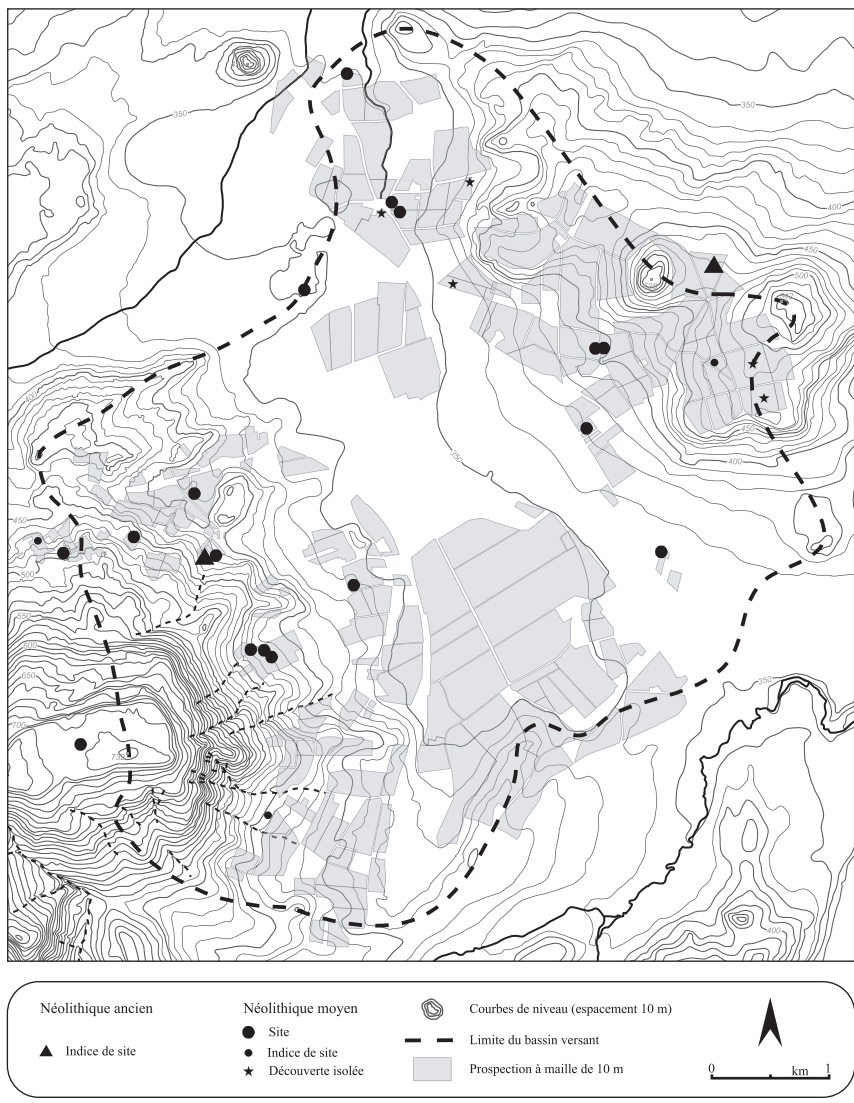 350
350
400
450
500
400
450
400
350
450
500
550
600
650
700
350
400
Néolithique ancien
Indice de site
Néolithique moyen
Site
Indice de site
Découverte isolée
Courbes de niveau (espacement 10 m)
Limite du bassin versant
Prospection à maille de 10 m
0 km 1